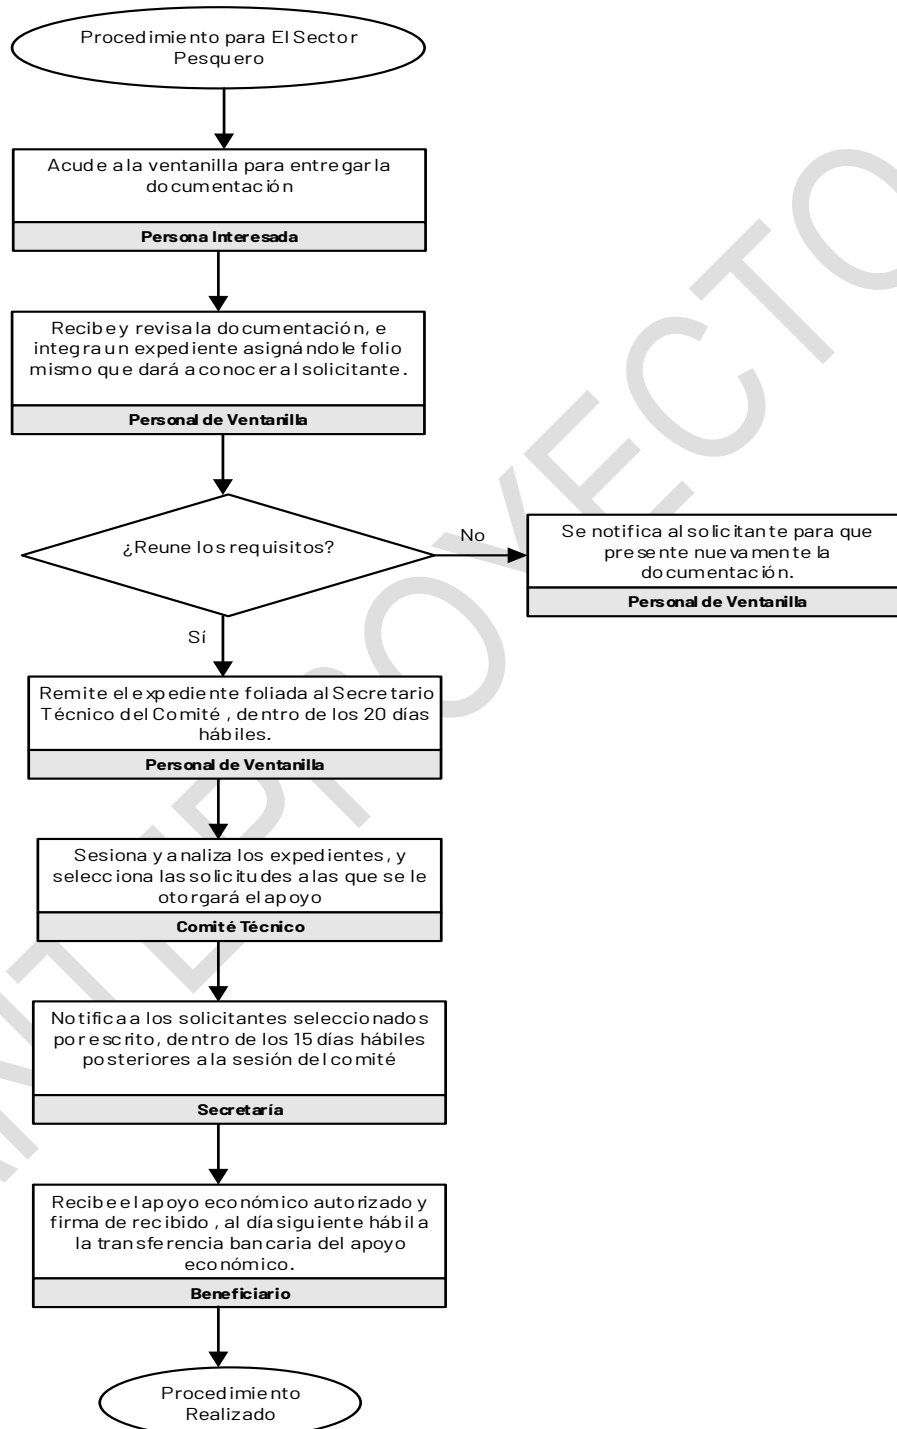 Procedimiento para El Sector
Pesquero
Acude a la ventanilla para entregar la
documentación
Persona Interesada
Recibe y revisa la documentación, e
integra un expediente asignándole folio
mismo que dará a conocer al solicitante.
Personal de Ventanilla
¿Reune los requisitos?
No
Se notifica al solicitante para que
presente nuevamente la
documentación.
Personal de Ventanilla
Sí
Remite el expediente foliada al Secretario
Técnico del Comité , dentro de los 20 días
hábiles.
Personal de Ventanilla
Sesiona y analiza los expedientes, y
selecciona las solicitudes a las que se le
otorgará el apoyo
Comité Técnico
Notifica a los solicitantes seleccionados
por escrito, dentro de los 15 días hábiles
posteriores a la sesión del comité
Secretaría
Recibe el apoyo económico autorizado y
firma de recibido , al día siguiente hábil a
la transferencia bancaria del apoyo
económico.
Beneficiario
Procedimiento
Realizado
ANTEPROYECTO